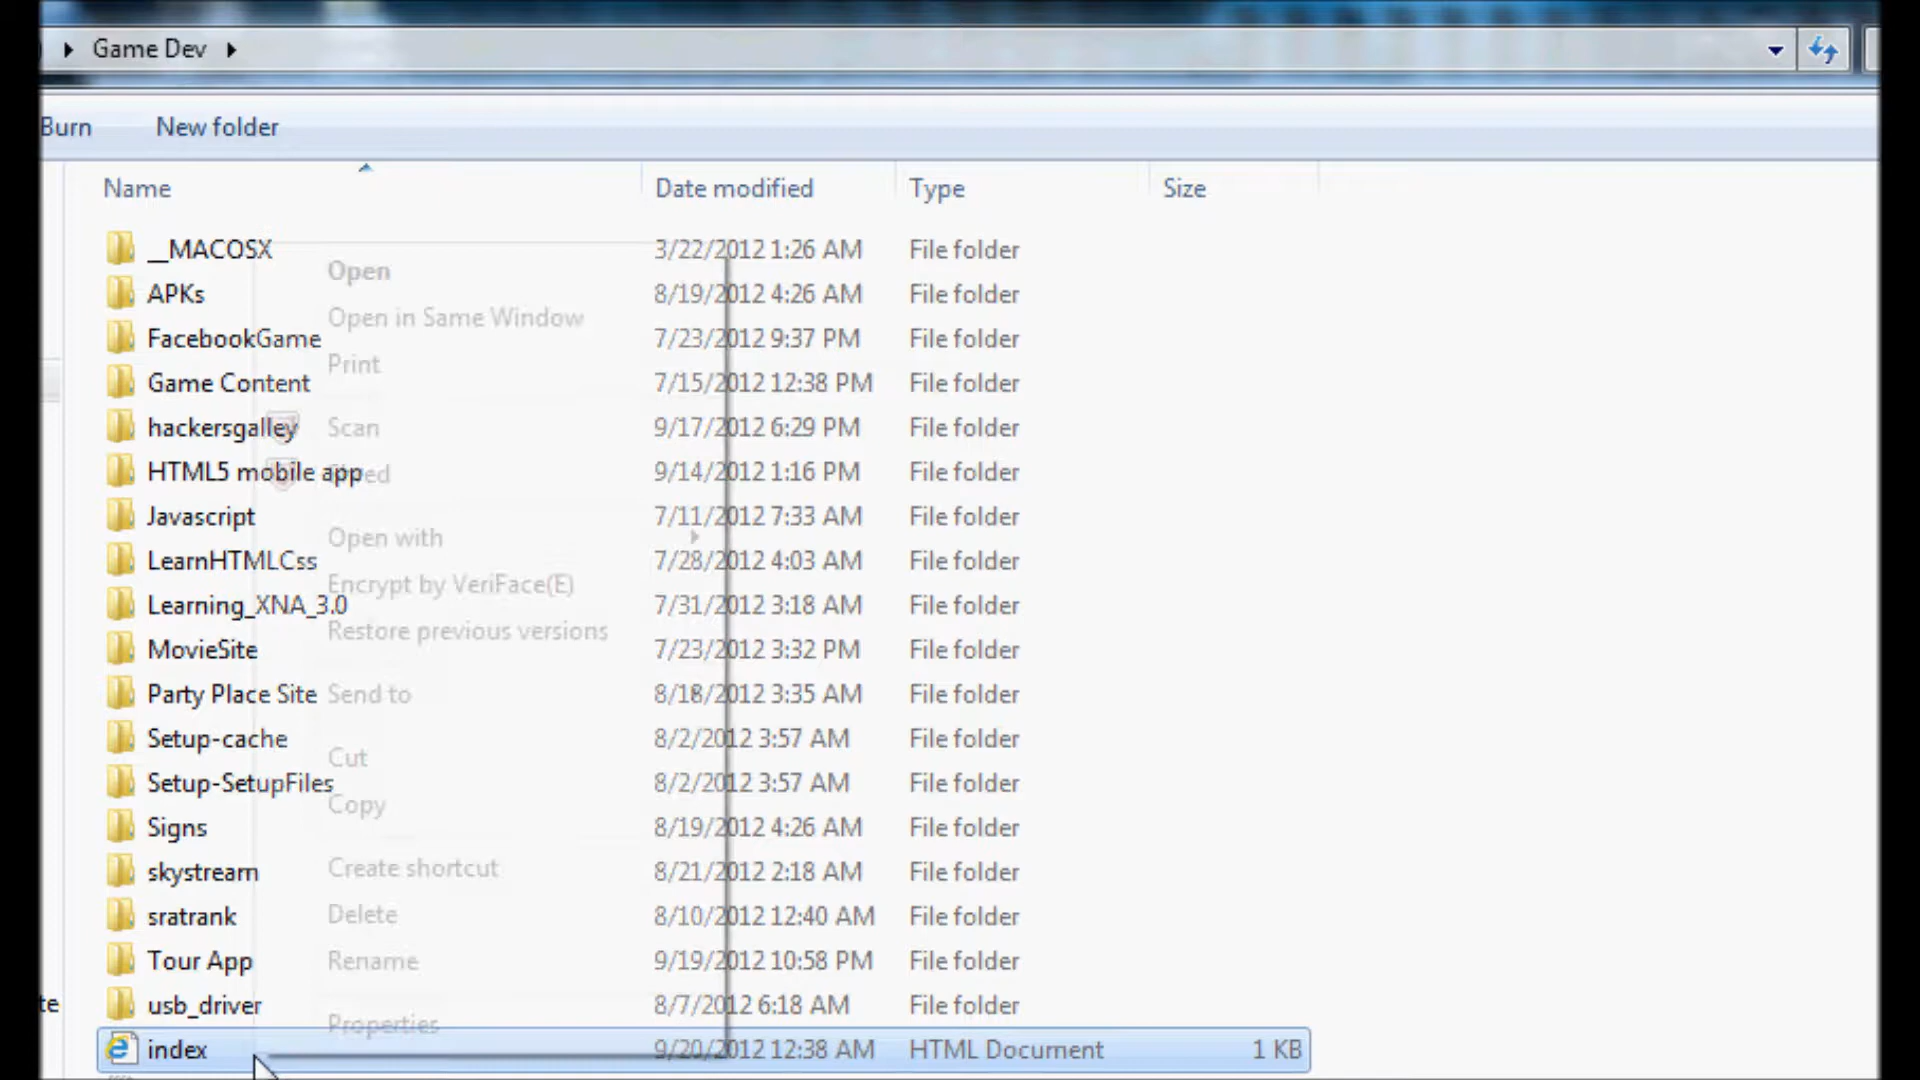 Game Dev
Burn New folder
Name Date modified Type Size
__MACOSX 3/22/2012 1:26 AM File folder
Open
APKs 8/19/2012 4:26 AM File folder
Open in Same Window
FacebookGame 7/23/2012 9:37 PM File folder
Print
Game Content 7/15/2012 12:38 PM File folder
hackersgalley Scan 9/17/2012 6:29 PM File folder
HTML5 mobile app 9/14/2012 1:16 PM File folder
Javascript 7/11/2012 7:33 AM File folder
Open with
LearnHTMLCss 7/28/2012 4:03 AM File folder
Encrypt by VeriFace(E)
Learning_XNA_3.0 7/31/2012 3:18 AM File folder
Restore previous versions
MovieSite 7/23/2012 3:32 PM File folder
Party Place Site Send to 8/18/2012 3:35 AM File folder
Setup-cache 8/2/2012 3:57 AM File folder
Cut
Setup-SetupFiles 8/2/2012 3:57 AM File folder
Copy
Signs 8/19/2012 4:26 AM File folder
skystream Create shortcut 8/21/2012 2:18 AM File folder
sratrank Delete 8/10/2012 12:40 AM File folder
Tour App Rename 9/19/2012 10:58 PM File folder
te usb_driver 8/7/2012 6:18 AM File folder
Properties
index 9/20/2012 12:38 AM HTML Document 1 KB